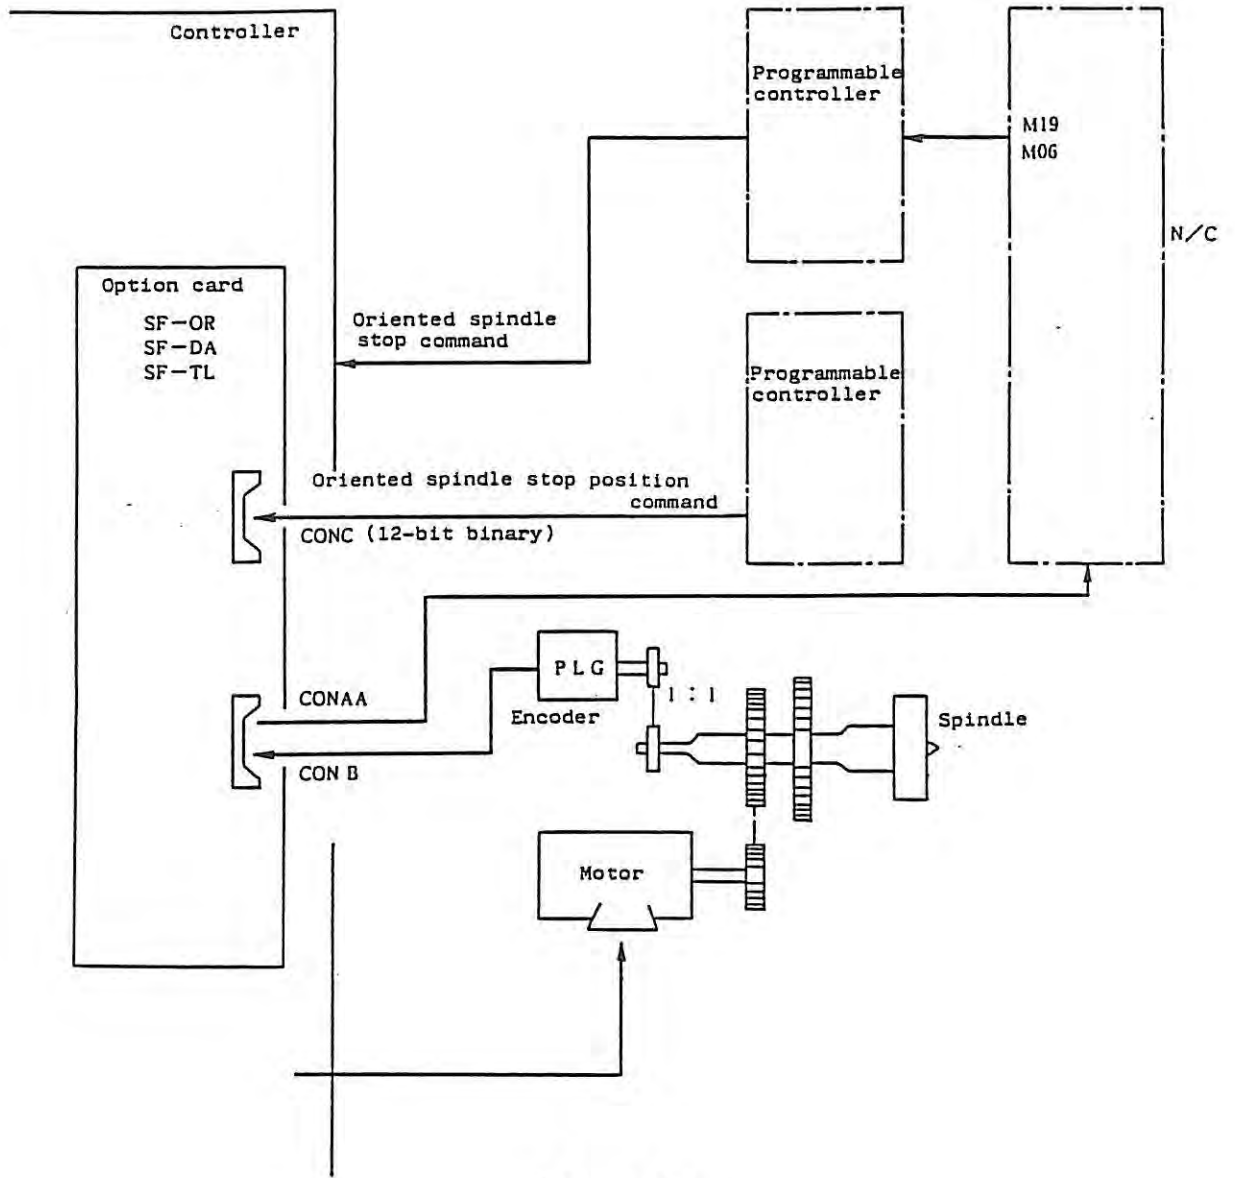 Controller
Programmable
controller
M19
M06
N/C
Option card
SF-OR
SF-DA
SF-TL
Oriented spindle
stop command
Programmable
controller
Oriented spindle stop position
command
CONC (12-bit binary)
PLG
1 : 1
CONAA
Encoder
Spindle
CON B
Motor